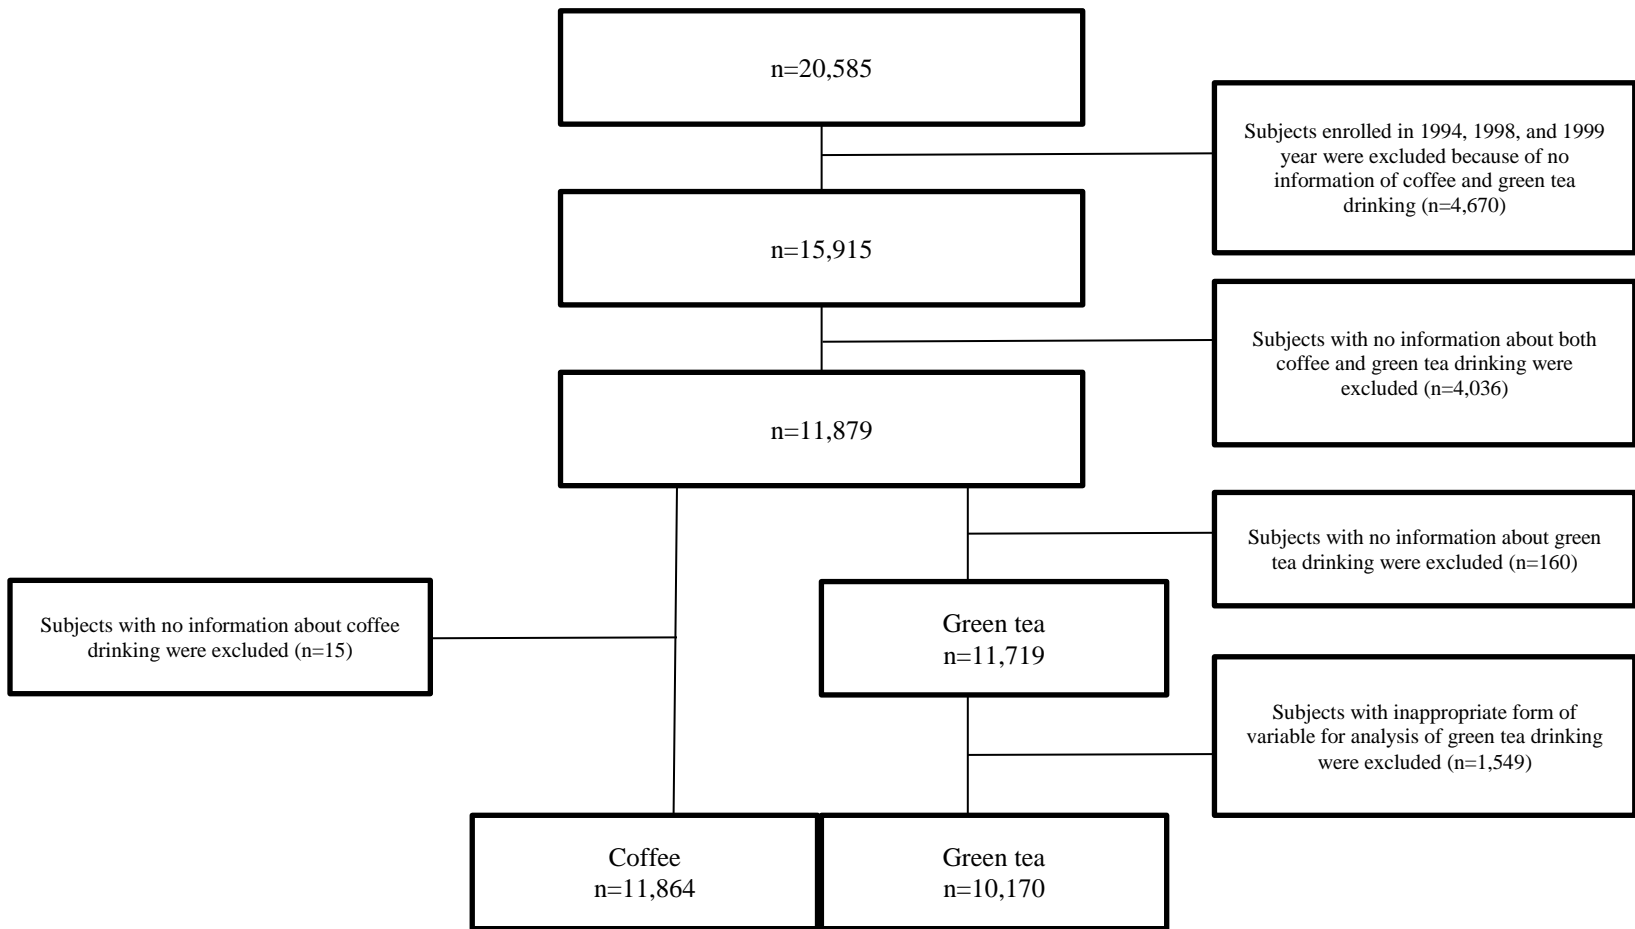 n=20,585
Subjects enrolled in 1994, 1998, and 1999
year were excluded because of no
information of coffee and green tea
drinking (n=4,670)
n=15,915
Subjects with no information about both
coffee and green tea drinking were
excluded (n=4,036)
n=11,879
Subjects with no information about green
tea drinking were excluded (n=160)
Subjects with no information about coffee
drinking were excluded (n=15)
Green tea
n=11,719
Subjects with inappropriate form of
variable for analysis of green tea drinking
were excluded (n=1,549)
Coffee
n=11,864
Green tea
n=10,170